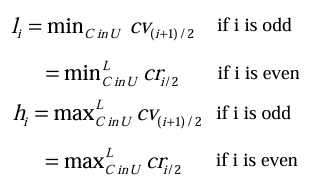 l_i = min_{C in U} cv_{(i+1)/2} if i is odd
= min^L_{C in U} cr_{i/2} if i is even
h_i = max^L_{C in U} cv_{(i+1)/2} if i is odd
= max^L_{C in U} cr_{i/2} if i is even